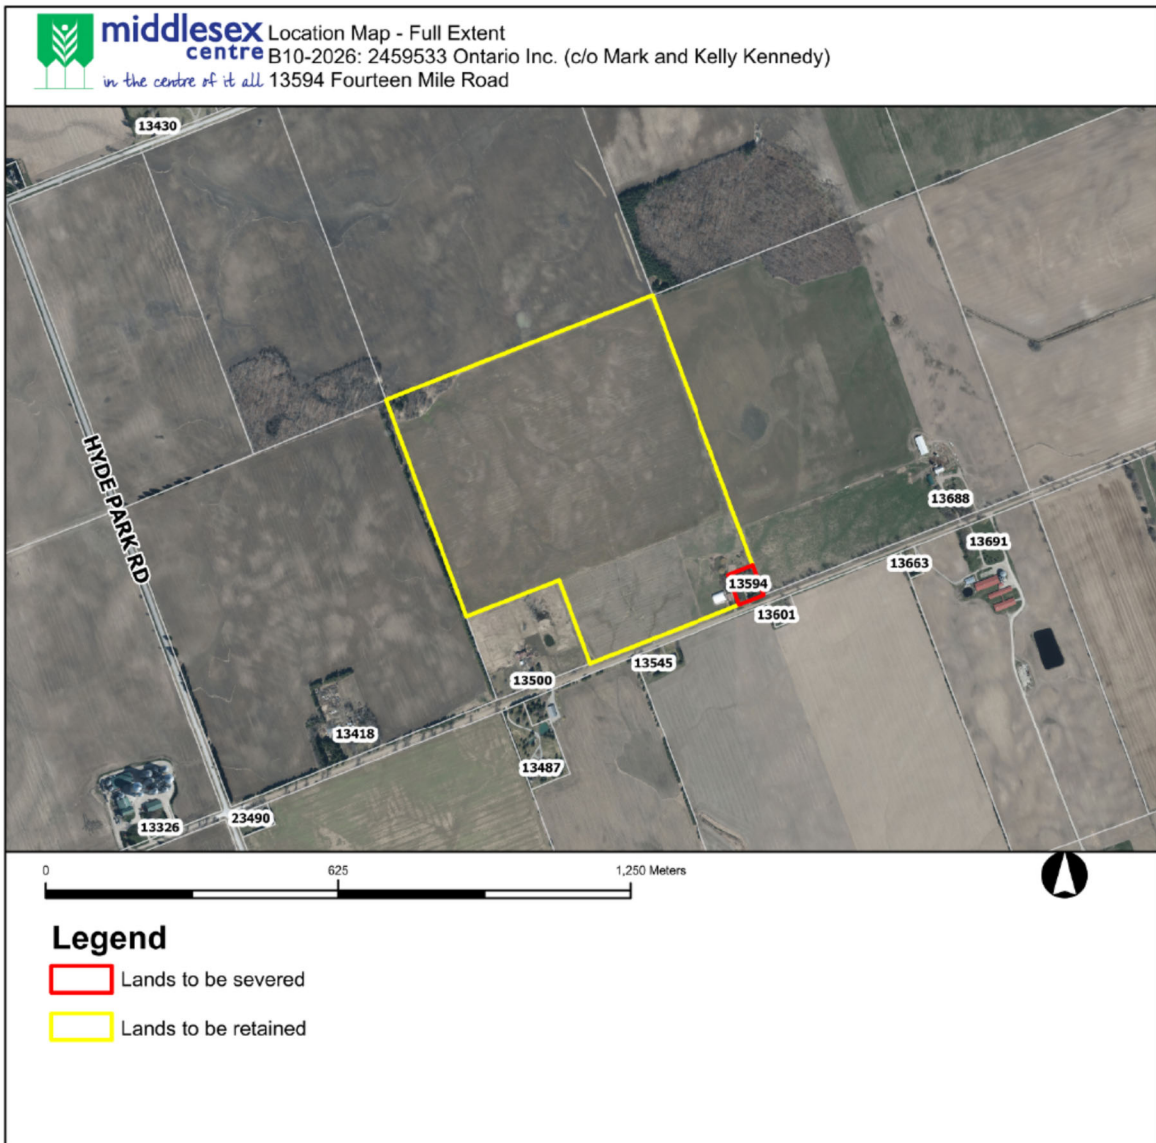 middlesex
centre
in the centre of it all
Location Map - Full Extent
B10-2026: 2459533 Ontario Inc. (c/o Mark and Kelly Kennedy)
13594 Fourteen Mile Road
13430
HYDE PARK RD
13688
13691
13663
13594
13601
13545
13500
13418
13487
23490
13326
0
625
1,250 Meters
Legend
Lands to be severed
Lands to be retained